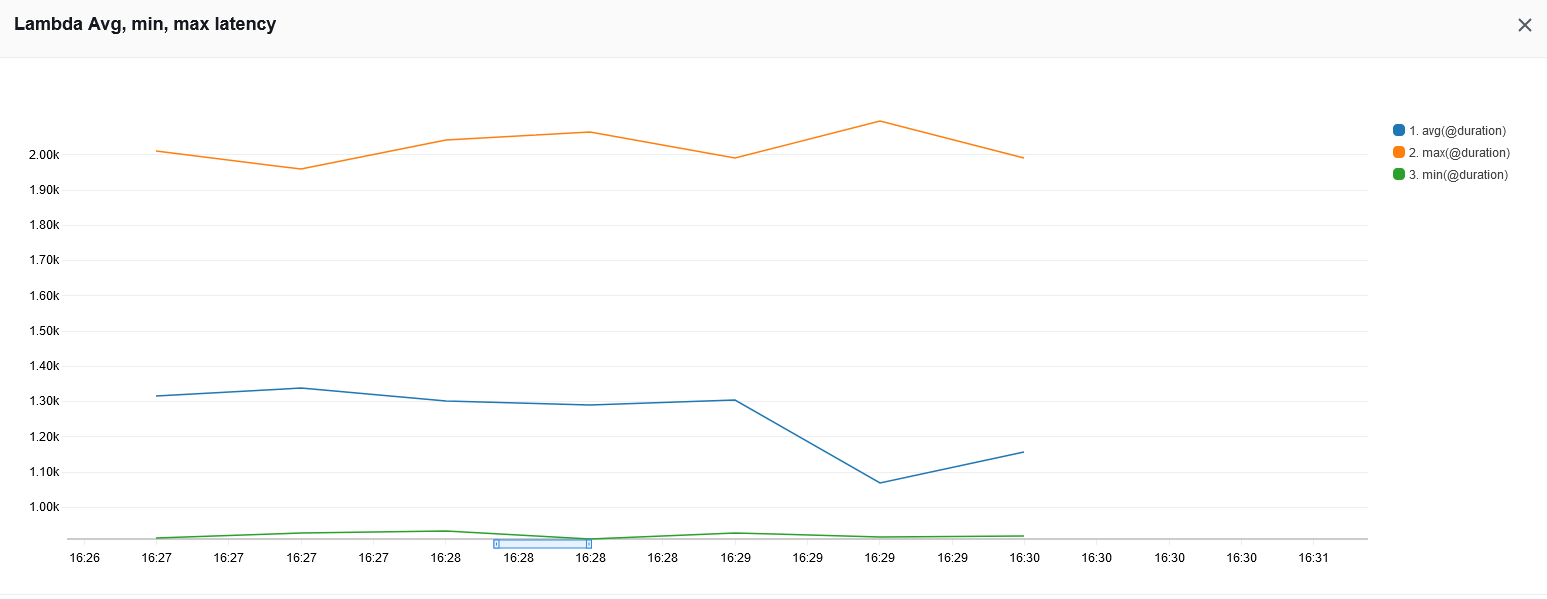 Lambda Avg, min, max latency
1. avg(@duration)
2. max(@duration)
3. min(@duration)
2.00k
1.90k
1.80k
1.70k
1.60k
1.50k
1.40k
1.30k
1.20k
1.10k
1.00k
16:26 16:27 16:27 16:27 16:27 16:28 16:28 16:28 16:28 16:29 16:29 16:29 16:29 16:30 16:30 16:30 16:30 16:31